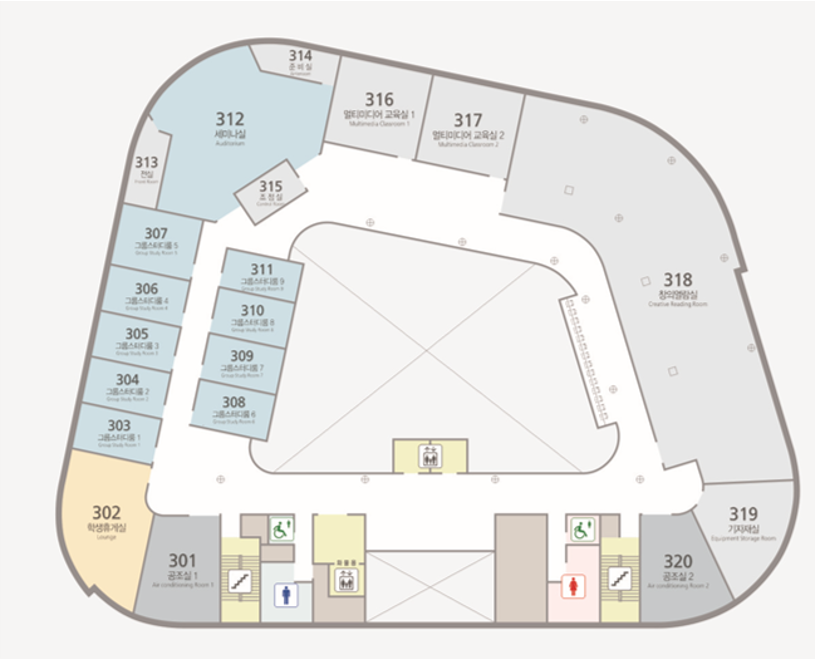 314
준비실
316
멀티미디어 교육실 1
Multimedia Classroom 1
317
멀티미디어 교육실 2
Multimedia Classroom 2
312
세미나실
Auditorium
313
전실
315
조정실
Control Room
307
그룹스터디룸 5
Group Study Room 5
311
그룹스터디룸 9
Group Study Room 9
306
그룹스터디룸 4
Group Study Room 4
310
그룹스터디룸 8
Group Study Room 8
318
창의열람실
Creative Reading Room
305
그룹스터디룸 3
Group Study Room 3
309
그룹스터디룸 7
Group Study Room 7
304
그룹스터디룸 2
Group Study Room 2
308
그룹스터디룸 6
Group Study Room 6
303
그룹스터디룸 1
Group Study Room 1
302
학생휴게실
Lounge
301
공조실 1
Air conditioning Room 1
화물용
320
공조실 2
Air conditioning Room 2
319
기자재실
Equipment Storage Room